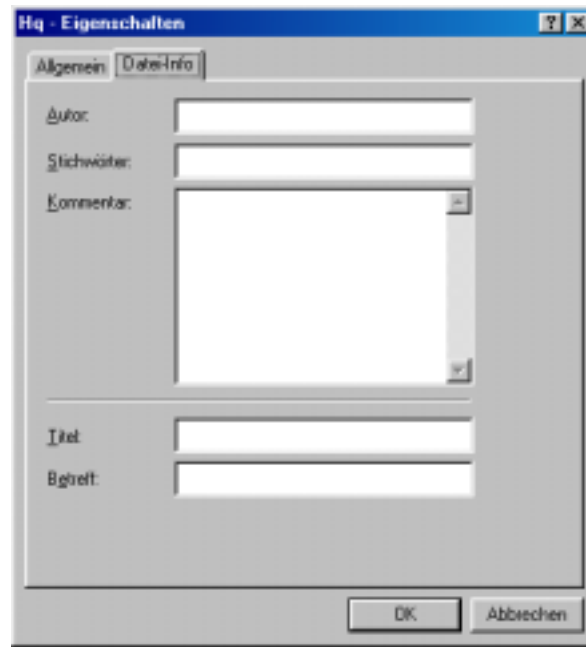 Hq - Eigenschaften
Allgemein Datei-Info
Autor:
Stichwörter:
Kommentar:
Titel:
Betreff:
OK Abbrechen